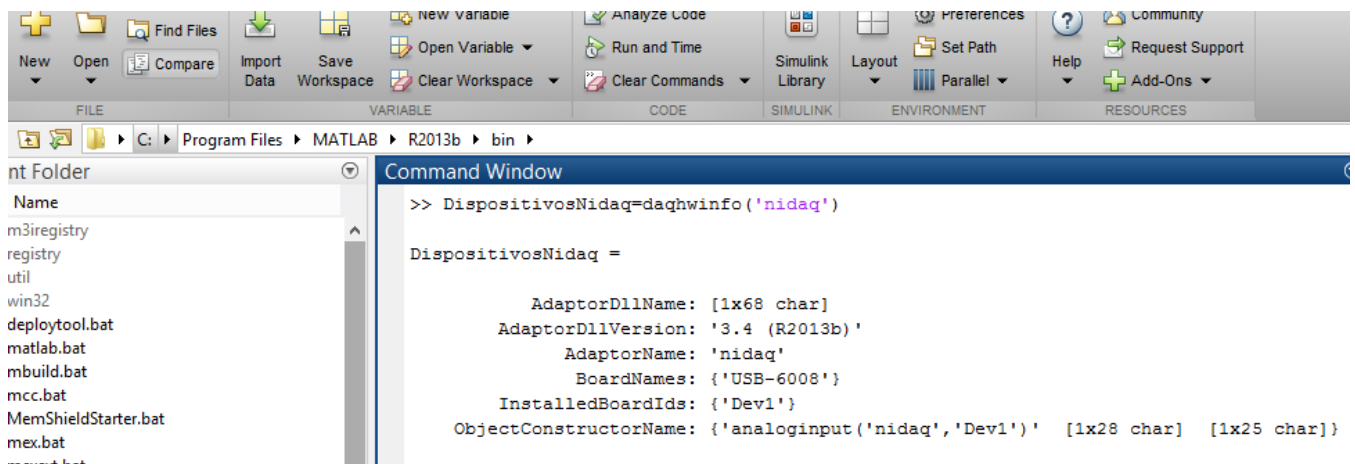 New Variable
Analyze Code
Preferences
Community
Find Files
Open Variable
Run and Time
Set Path
Request Support
New
Open
Compare
Import
Data
Save
Workspace
Clear Workspace
Clear Commands
Simulink
Library
Layout
Parallel
Help
Add-Ons
FILE
VARIABLE
CODE
SIMULINK
ENVIRONMENT
RESOURCES
C: Program Files MATLAB R2013b bin
nt Folder
Name
m3iregistry
registry
util
win32
deploytool.bat
matlab.bat
mbuild.bat
mcc.bat
MemShieldStarter.bat
mex.bat
Command Window
>> DispositivosNidaq=daqhwinfo('nidaq')
DispositivosNidaq =
AdaptorDllName: [1x68 char]
AdaptorDllVersion: '3.4 (R2013b)'
AdaptorName: 'nidaq'
BoardNames: {'USB-6008'}
InstalledBoardIds: {'Dev1'}
ObjectConstructorName: {'analoginput('nidaq','Dev1')' [1x28 char] [1x25 char]}